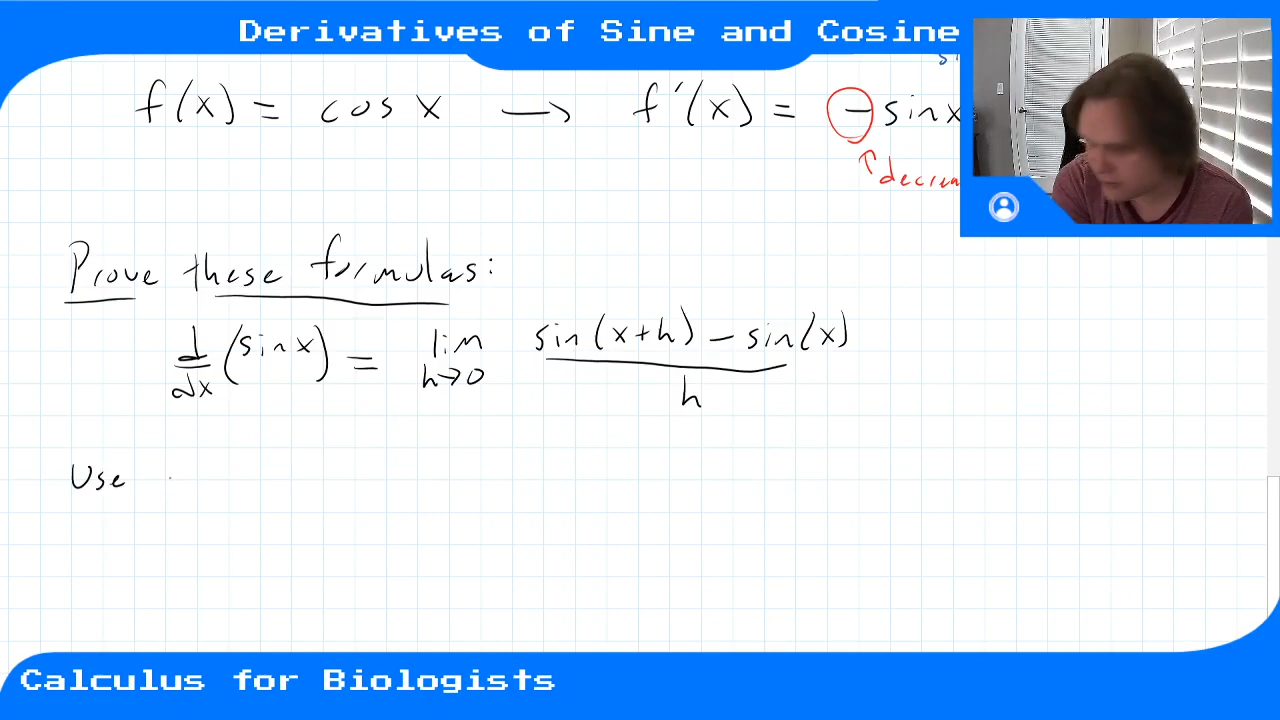 Derivatives of Sine and Cosine
f(x) = cos x → f'(x) = - sin x
Prove these formulas:
d/dx (sin x) = lim h→0 sin(x+h) - sin(x) / h
Use
Calculus for Biologists